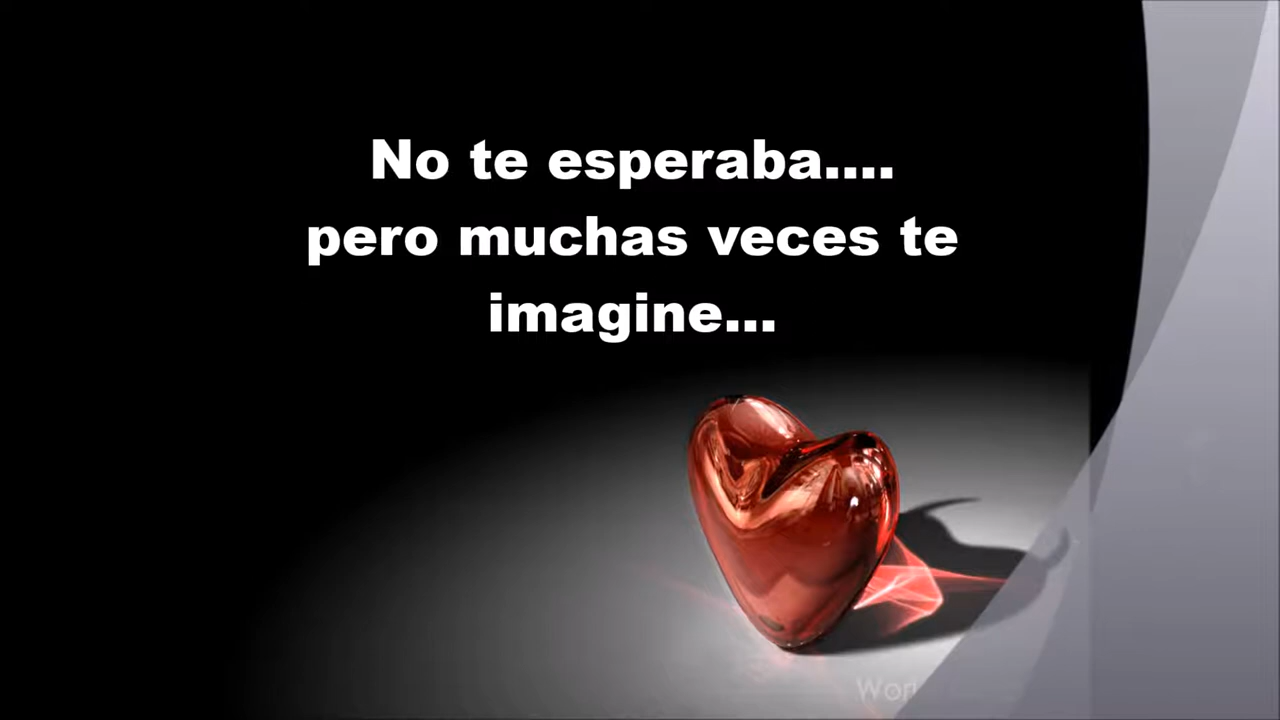 No te esperaba....
pero muchas veces te
imagine...